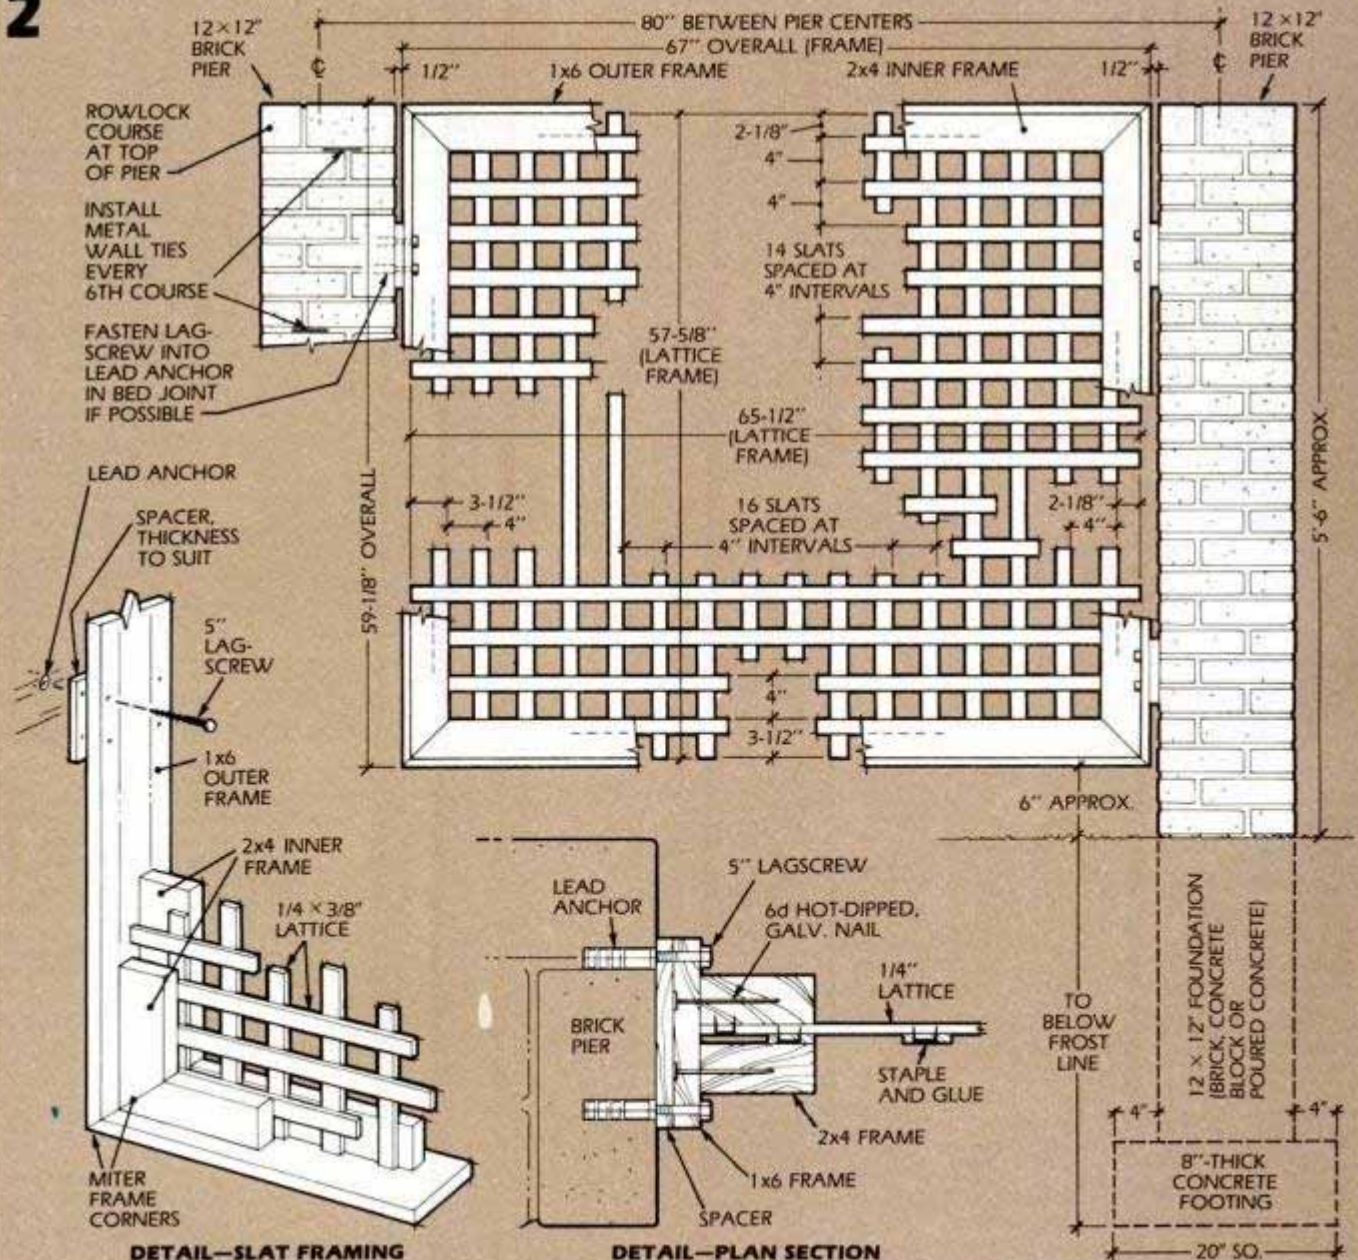 2
12 × 12"
BRICK
PIER
80" BETWEEN PIER CENTERS
67" OVERALL (FRAME)
12 × 12"
BRICK
PIER
1/2"
1x6 OUTER FRAME
2x4 INNER FRAME
1/2"
ROWLOCK
COURSE
AT TOP
OF PIER
INSTALL
METAL
WALL TIES
EVERY
6TH COURSE
FASTEN LAG-
SCREW INTO
LEAD ANCHOR
IN BED JOINT
IF POSSIBLE
2-1/8"
4"
4"
14 SLATS
SPACED AT
4" INTERVALS
57-5/8"
(LATTICE
FRAME)
65-1/2"
(LATTICE
FRAME)
59-1/8" OVERALL
5'-6" APPROX.
3-1/2"
4"
16 SLATS
SPACED AT
4" INTERVALS
2-1/8"
4"
4"
3-1/2"
6" APPROX.
LEAD ANCHOR
SPACER,
THICKNESS
TO SUIT
5"
LAG-
SCREW
1x6
OUTER
FRAME
2x4 INNER
FRAME
1/4 × 3/8"
LATTICE
MITER
FRAME
CORNERS
DETAIL—SLAT FRAMING
LEAD
ANCHOR
5" LAGSCREW
6d HOT-DIPPED,
GALV. NAIL
1/4"
LATTICE
BRICK
PIER
STAPLE
AND GLUE
2x4 FRAME
1x6 FRAME
SPACER
DETAIL—PLAN SECTION
TO
BELOW
FROST
LINE
12 × 12" FOUNDATION
(BRICK, CONCRETE
BLOCK OR
POURED CONCRETE)
4"
4"
8"-THICK
CONCRETE
FOOTING
20" SQ.